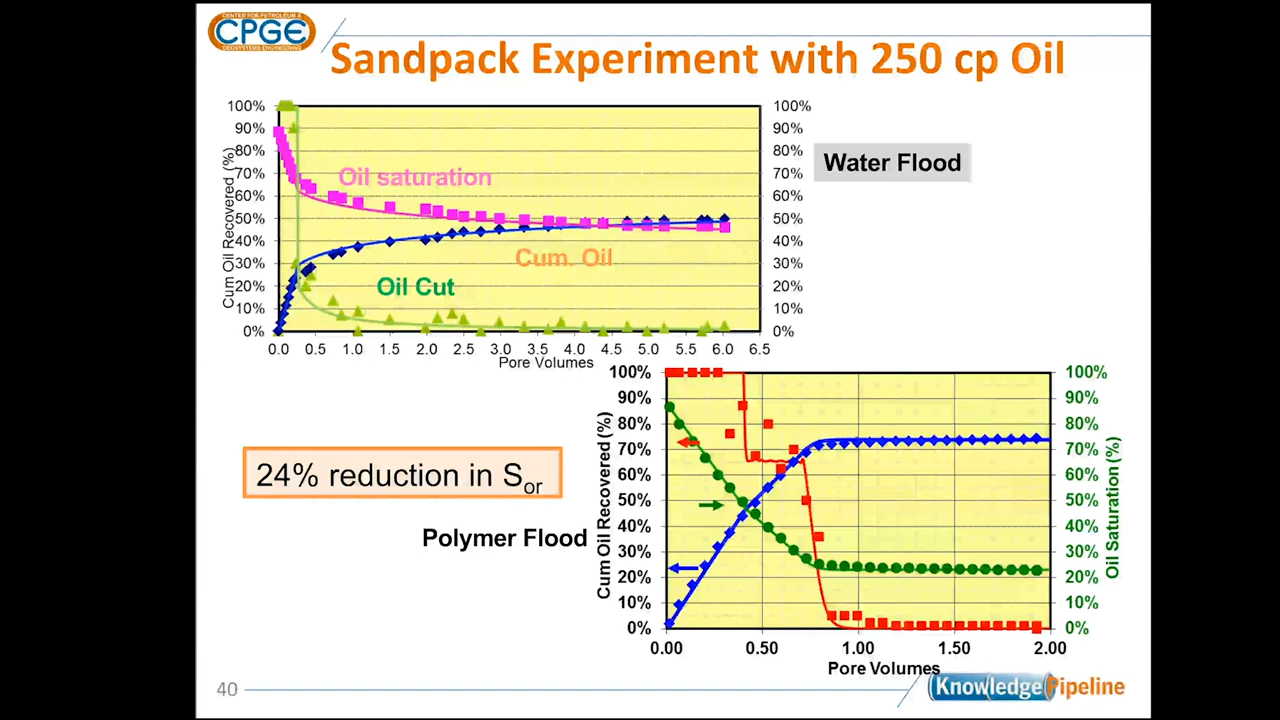 CENTER FOR PETROLEUM &
CPGE
GEOSYSTEMS ENGINEERING
Sandpack Experiment with 250 cp Oil
100%
90%
80%
70%
60%
50%
40%
30%
20%
10%
0%
Cum Oil Recovered (%)
100%
90%
80%
70%
60%
50%
40%
30%
20%
10%
0%
Oil saturation
Cum. Oil
Oil Cut
0.0 0.5 1.0 1.5 2.0 2.5 3.0 3.5 4.0 4.5 5.0 5.5 6.0 6.5
Pore Volumes
Water Flood
24% reduction in Sor
Polymer Flood
100%
90%
80%
70%
60%
50%
40%
30%
20%
10%
0%
Cum Oil Recovered (%)
100%
90%
80%
70%
60%
50%
40%
30%
20%
10%
0%
Oil Saturation (%)
0.00 0.50 1.00 1.50 2.00
Pore Volumes
40
Knowledge Pipeline